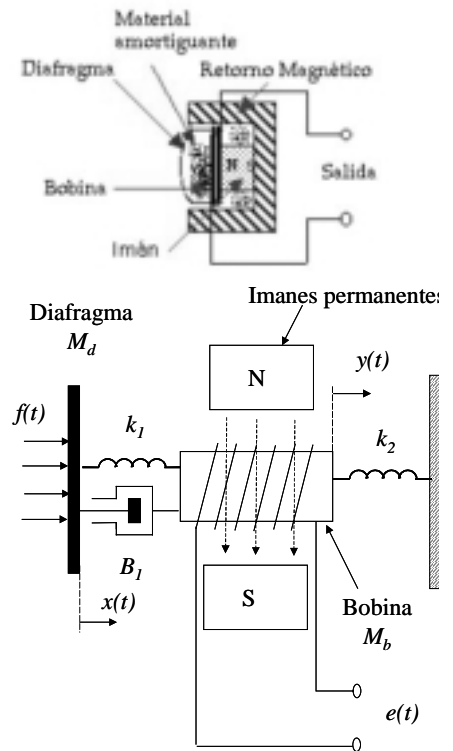 Material
amortiguante
Diafragma
Retorno Magnético
N
Bobina
Salida
Imán
Imanes permanentes
Diafragma
M_d
N
y(t)
f(t)
k_1
k_2
B_1
S
x(t)
Bobina
M_b
e(t)